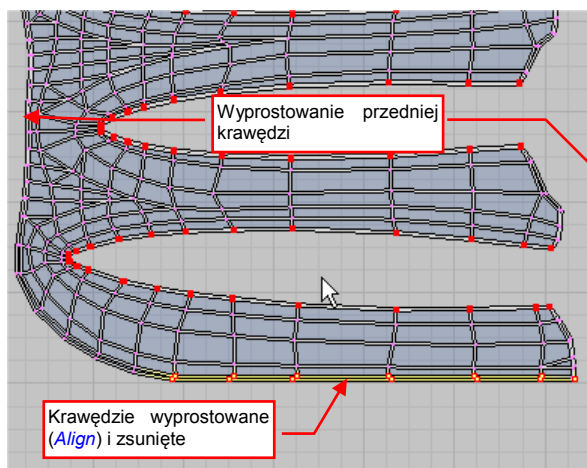 Wyprostowanie przedniej
krawędzi
Krawędzie wyprostowane
(Align) i zsunięte